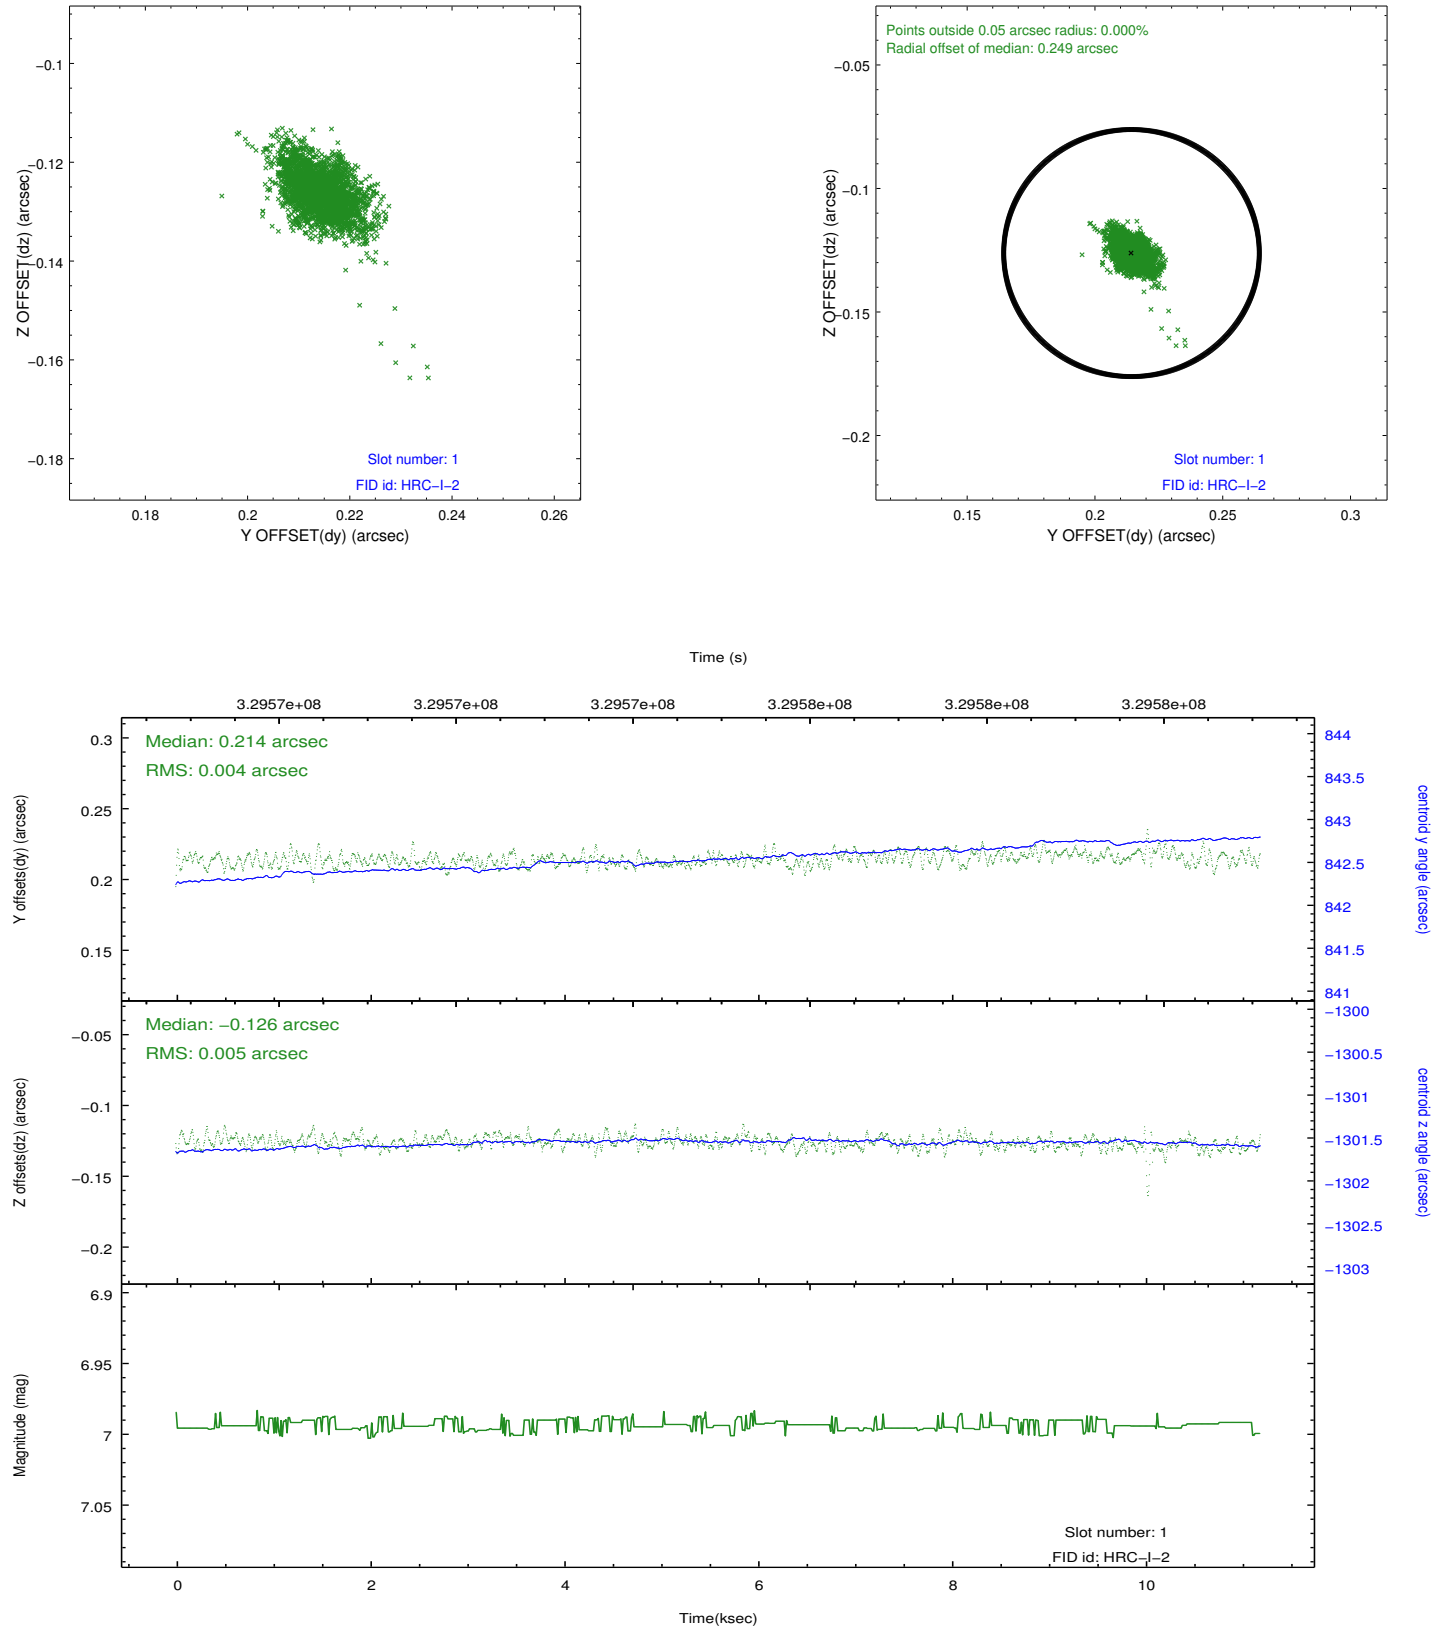 −0.1
−0.12
−0.14
−0.16
−0.18
Z OFFSET(dz) (arcsec)
Slot number: 1
FID id: HRC−I−2
0.18
0.2
0.22
0.24
0.26
Y OFFSET(dy) (arcsec)
Points outside 0.05 arcsec radius: 0.000%
Radial offset of median: 0.249 arcsec
−0.05
−0.1
−0.15
−0.2
Z OFFSET(dz) (arcsec)
Slot number: 1
FID id: HRC−I−2
0.15
0.2
0.25
0.3
Y OFFSET(dy) (arcsec)
Time (s)
3.2957e+08
3.2957e+08
3.2957e+08
3.2958e+08
3.2958e+08
3.2958e+08
Median: 0.214 arcsec
RMS: 0.004 arcsec
0.3
0.25
0.2
0.15
Y offsets(dy) (arcsec)
844
843.5
843
842.5
842
841.5
841
centroid y angle (arcsec)
Median: −0.126 arcsec
RMS: 0.005 arcsec
−0.05
−0.1
−0.15
−0.2
Z offsets(dz) (arcsec)
−1300
−1300.5
−1301
−1301.5
−1302
−1302.5
−1303
centroid z angle (arcsec)
6.9
6.95
7
7.05
Magnitude (mag)
Slot number: 1
FID id: HRC−I−2
0
2
4
6
8
10
Time(ksec)